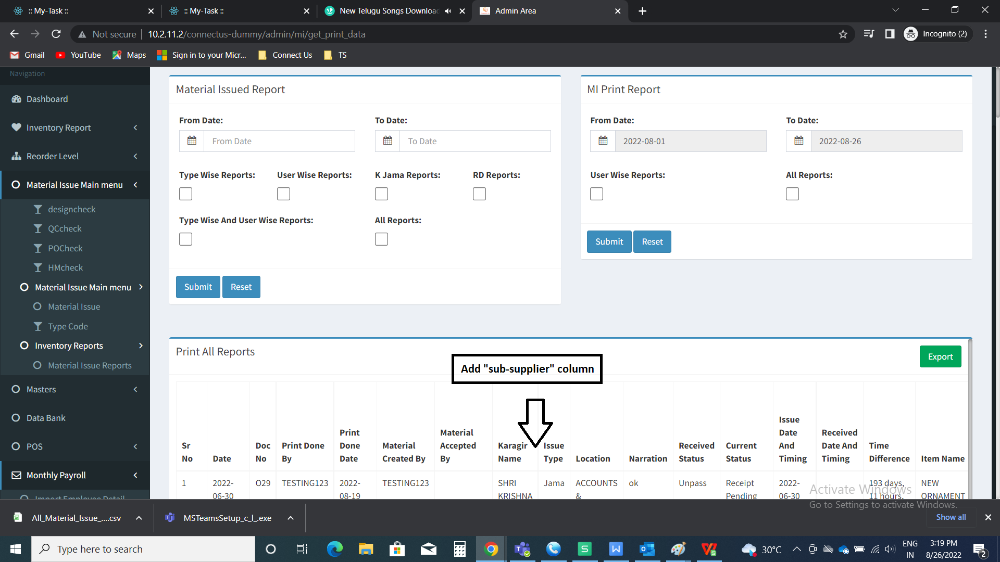 :: My-Task ::
:: My-Task ::
New Telugu Songs Download
Admin Area
Not secure
10.2.11.2/connectus-dummy/admin/mi/get_print_data
Incognito (2)
Gmail
YouTube
Maps
Sign in to your Micr...
Connect Us
TS
Navigation
Dashboard
Inventory Report
Reorder Level
Material Issue Main menu
designcheck
QCcheck
POCheck
HMcheck
Material Issue Main menu
Material Issue
Type Code
Inventory Reports
Material Issue Reports
Masters
Data Bank
POS
Monthly Payroll
Import Employee Detail
Material Issued Report
From Date:
To Date:
From Date
To Date
Type Wise Reports:
User Wise Reports:
K Jama Reports:
RD Reports:
Type Wise And User Wise Reports:
All Reports:
Submit
Reset
MI Print Report
From Date:
To Date:
2022-08-01
2022-08-26
User Wise Reports:
All Reports:
Submit
Reset
Print All Reports
Export
Add "sub-supplier" column
Sr
No
Date
Doc
No
Print Done
By
Print
Done
Date
Material
Created By
Material
Accepted
By
Karagir
Name
Issue
Type
Location
Narration
Received
Status
Current
Status
Issue
Date
And
Timing
Received
Date And
Timing
Time
Difference
Item Name
1
2022-
06-30
O29
TESTING123
2022-
08-19
TESTING123
SHRI
KRISHNA
Jama
ACCOUNTS
&
ok
Unpass
Receipt
Pending
2022-
06-30
193 days,
11 hours,
NEW
ORNAMENT
Activate Windows
Go to Settings to activate Windows.
All_Material_Issue_....csv
MSTeamsSetup_c_l_.exe
Show all
Type here to search
30°C
ENG
IN
3:19 PM
8/26/2022
2